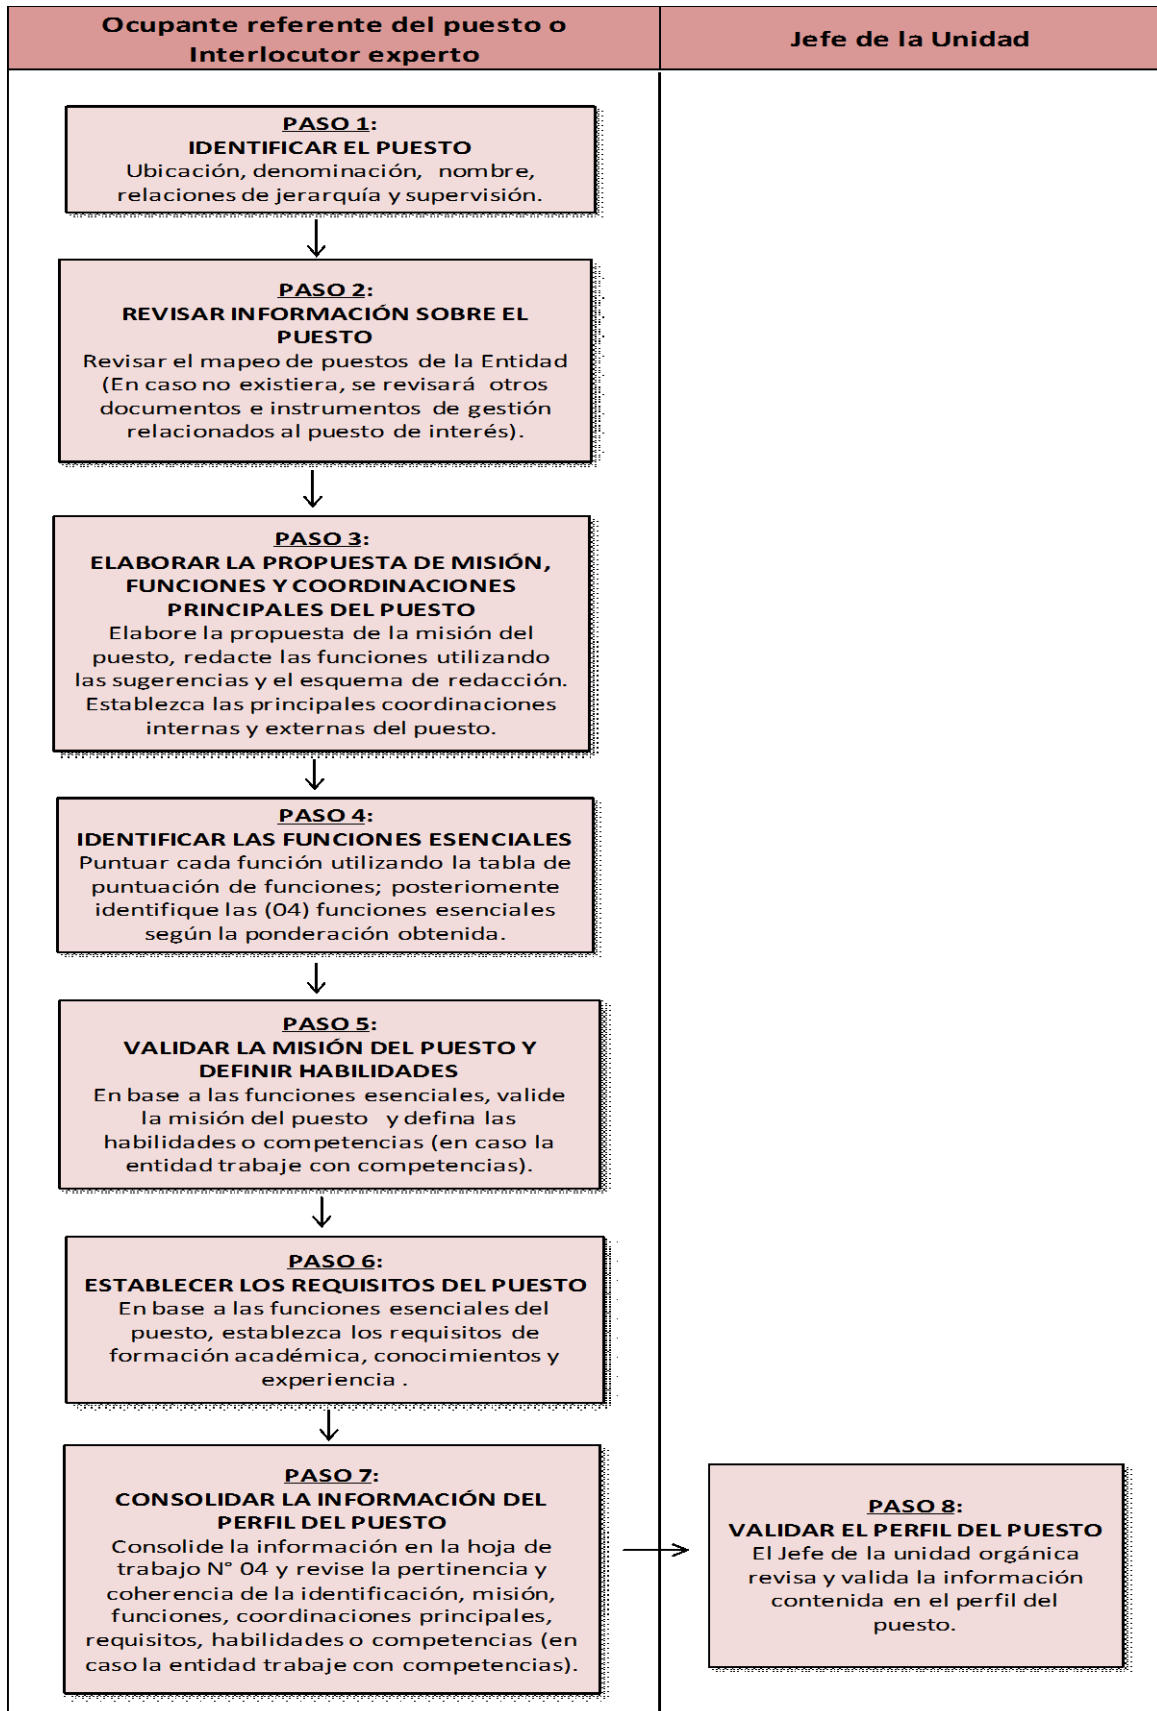 Ocupante referente del puesto o
Interlocutor experto
Jefe de la Unidad
PASO 1:
IDENTIFICAR EL PUESTO
Ubicación, denominación, nombre,
relaciones de jerarquía y supervisión.
PASO 2:
REVISAR INFORMACIÓN SOBRE EL
PUESTO
Revisar el mapeo de puestos de la Entidad
(En caso no existiera, se revisará otros
documentos e instrumentos de gestión
relacionados al puesto de interés).
PASO 3:
ELABORAR LA PROPUESTA DE MISIÓN,
FUNCIONES Y COORDINACIONES
PRINCIPALES DEL PUESTO
Elabore la propuesta de la misión del
puesto, redacte las funciones utilizando
las sugerencias y el esquema de redacción.
Establezca las principales coordinaciones
internas y externas del puesto.
PASO 4:
IDENTIFICAR LAS FUNCIONES ESENCIALES
Puntuar cada función utilizando la tabla de
puntuación de funciones; posteriomente
identifique las (04) funciones esenciales
según la ponderación obtenida.
PASO 5:
VALIDAR LA MISIÓN DEL PUESTO Y
DEFINIR HABILIDADES
En base a las funciones esenciales, valide
la misión del puesto y defina las
habilidades o competencias (en caso la
entidad trabaje con competencias).
PASO 6:
ESTABLECER LOS REQUISITOS DEL PUESTO
En base a las funciones esenciales del
puesto, establezca los requisitos de
formación académica, conocimientos y
experiencia .
PASO 7:
CONSOLIDAR LA INFORMACIÓN DEL
PERFIL DEL PUESTO
Consolide la información en la hoja de
trabajo N° 04 y revise la pertinencia y
coherencia de la identificación, misión,
funciones, coordinaciones principales,
requisitos, habilidades o competencias (en
caso la entidad trabaje con competencias).
PASO 8:
VALIDAR EL PERFIL DEL PUESTO
El Jefe de la unidad orgánica
revisa y valida la información
contenida en el perfil del
puesto.